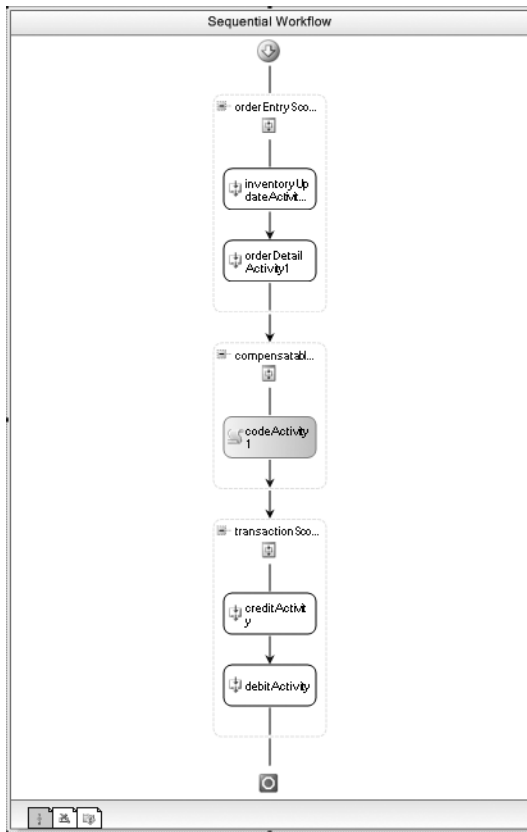 Sequential Workflow
orderEntrySco...
inventoryUp
dateActivit...
orderDetail
Activity1
compensatabl...
codeActivity
1
transactionSco...
creditActivit
y
debitActivity